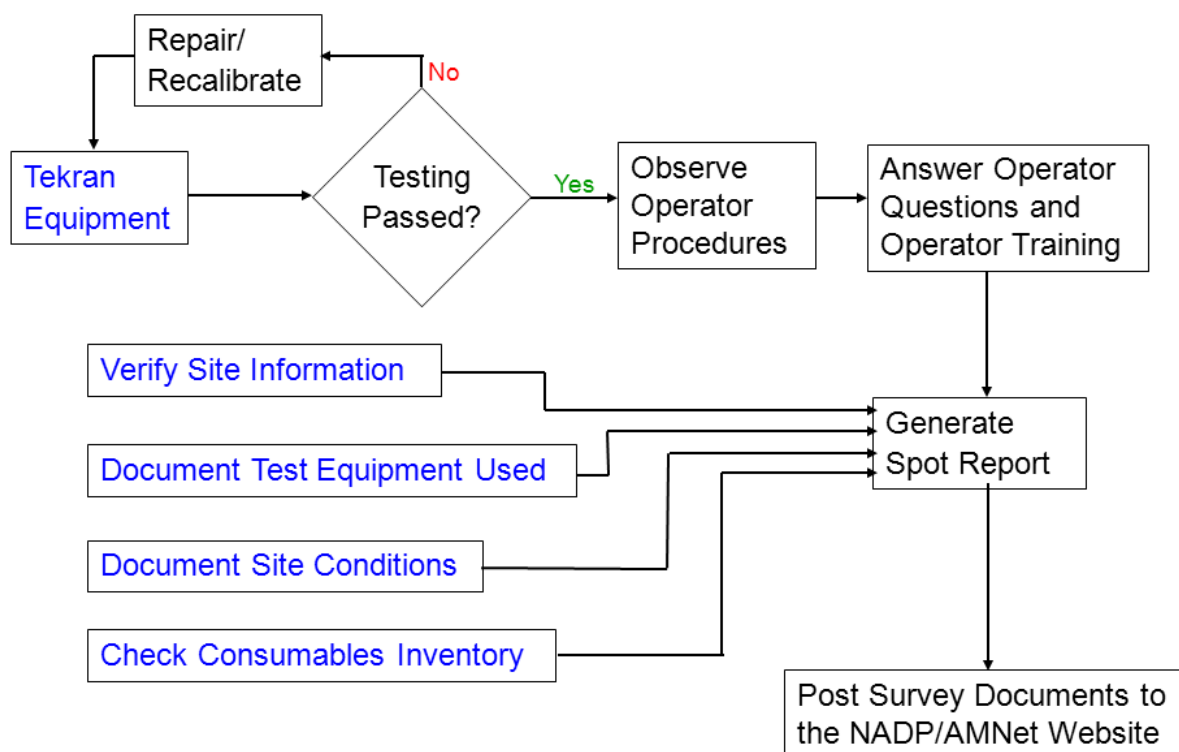 Repair/
Recalibrate
No
Tekran
Equipment
Testing
Passed?
Yes
Observe
Operator
Procedures
Answer Operator
Questions and
Operator Training
Verify Site Information
Document Test Equipment Used
Document Site Conditions
Check Consumables Inventory
Generate
Spot Report
Post Survey Documents to
the NADP/AMNet Website